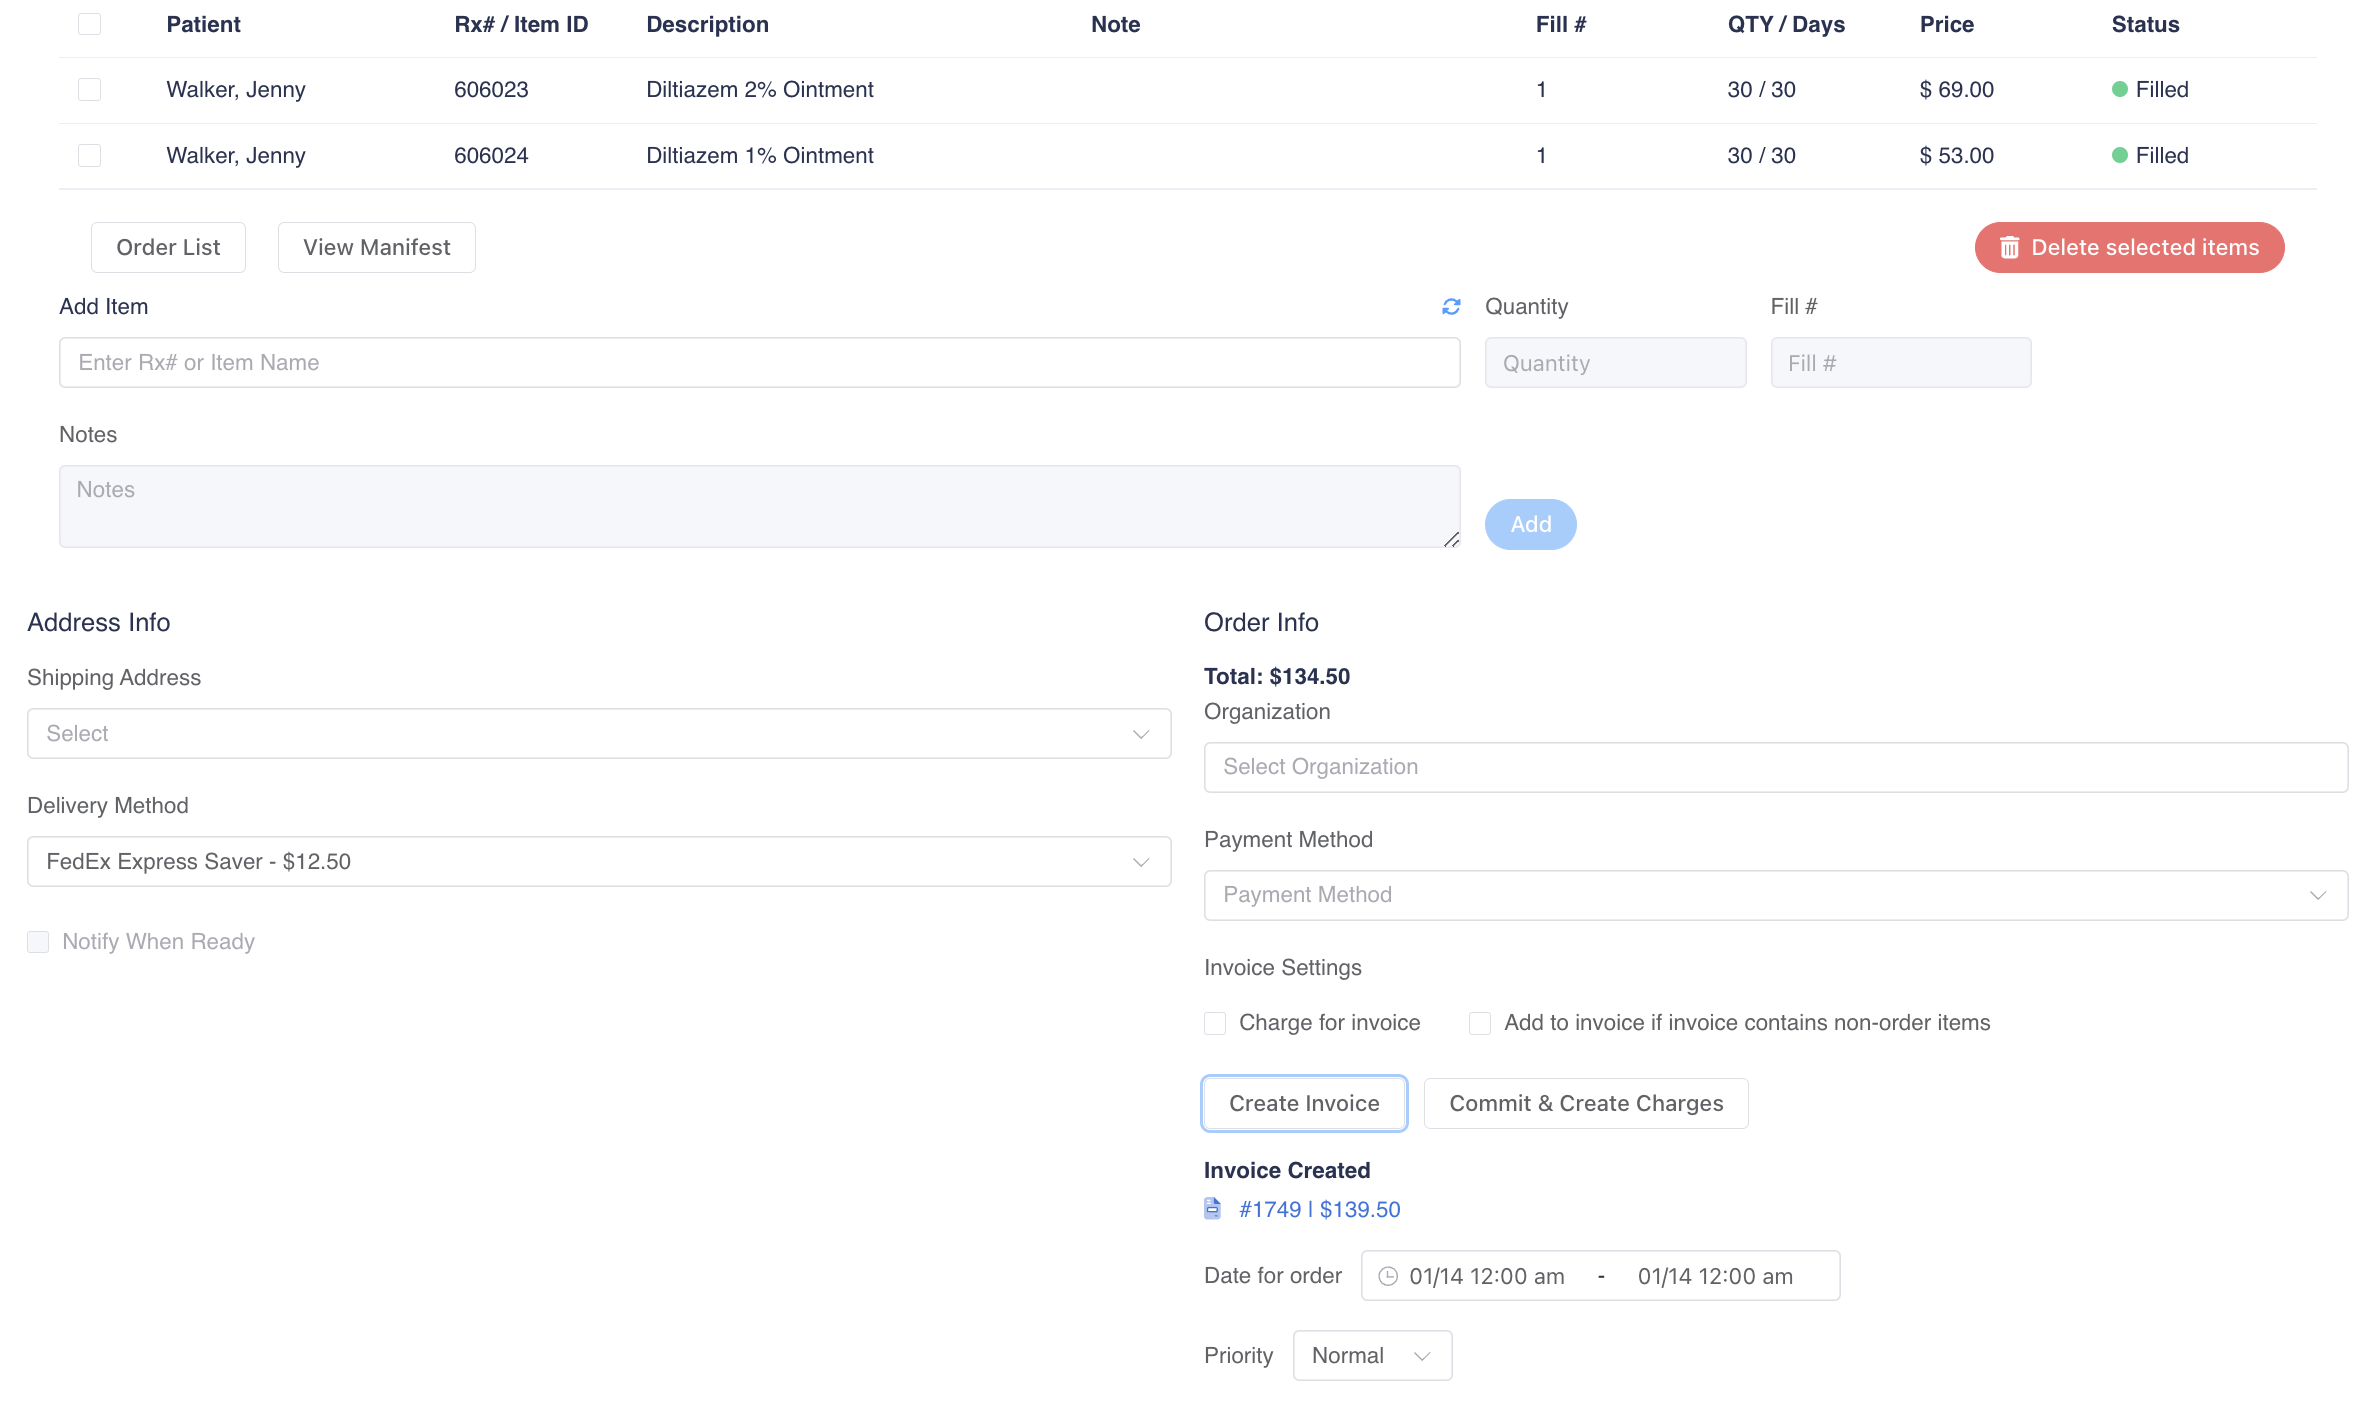 Patient Rx# / Item ID Description Note Fill # QTY / Days Price Status
Walker, Jenny 606023 Diltiazem 2% Ointment 1 30 / 30 $ 69.00 Filled
Walker, Jenny 606024 Diltiazem 1% Ointment 1 30 / 30 $ 53.00 Filled
Order List View Manifest Delete selected items
Add Item Quantity Fill #
Enter Rx# or Item Name Quantity Fill #
Notes
Notes
Add
Address Info
Shipping Address
Select
Delivery Method
FedEx Express Saver - $12.50
Notify When Ready
Order Info
Total: $134.50
Organization
Select Organization
Payment Method
Payment Method
Invoice Settings
Charge for invoice Add to invoice if invoice contains non-order items
Create Invoice Commit & Create Charges
Invoice Created
#1749 | $139.50
Date for order 01/14 12:00 am - 01/14 12:00 am
Priority Normal